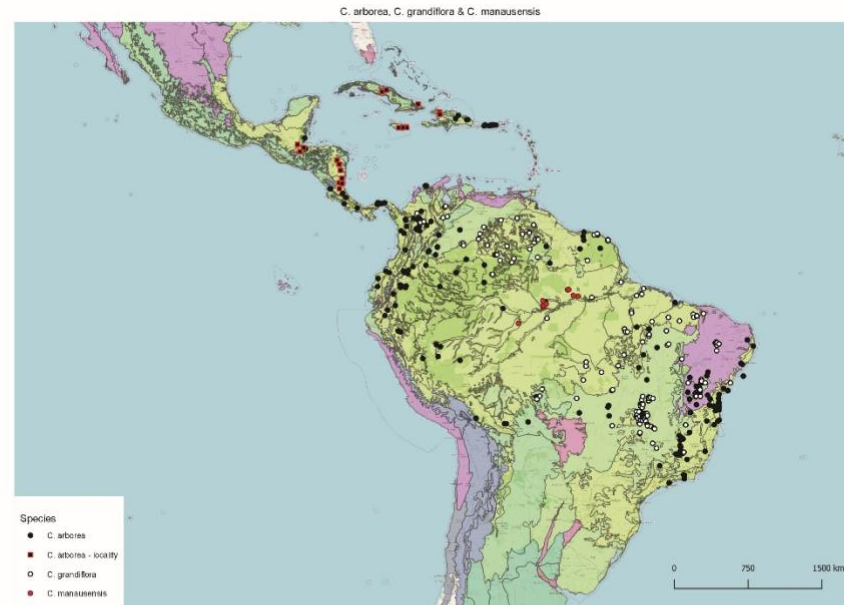 C. arborea, C. grandiflora & C. manausensis
Species
C. arborea
C. arborea - locality
C. grandiflora
C. manausensis
0 750 1500 km